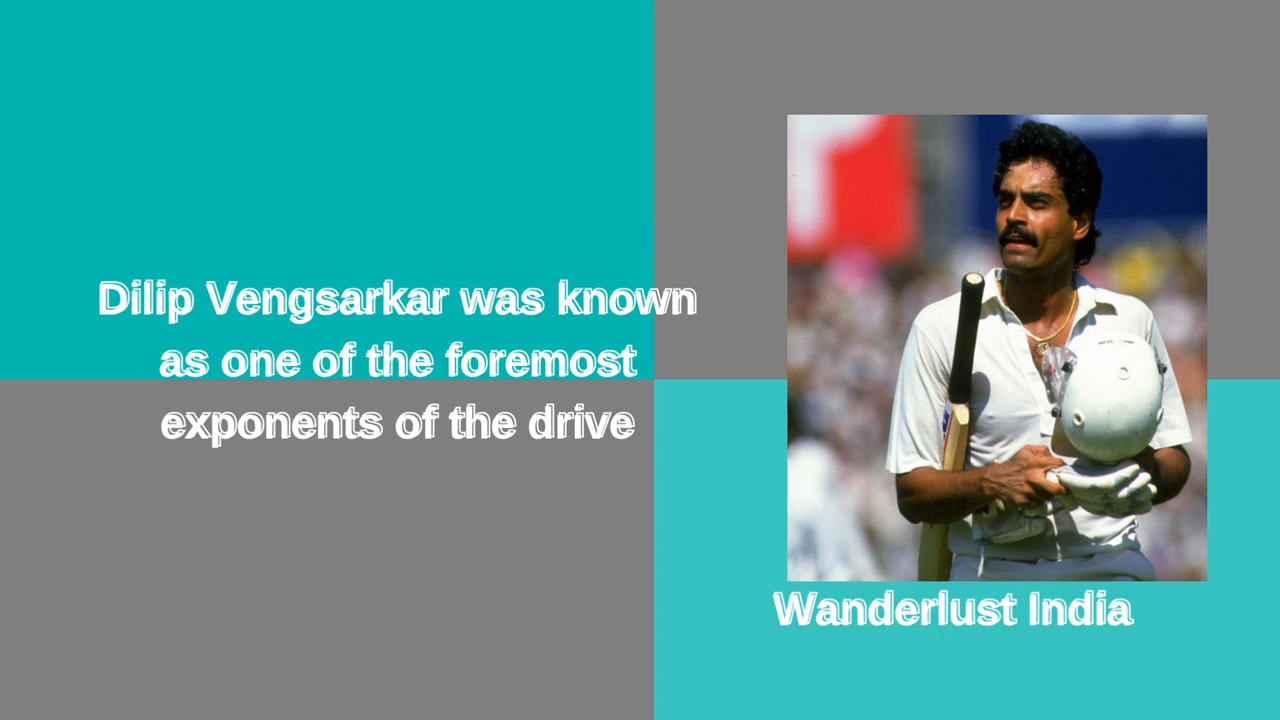 Dilip Vengsarkar was known
as one of the foremost
exponents of the drive
Wanderlust India